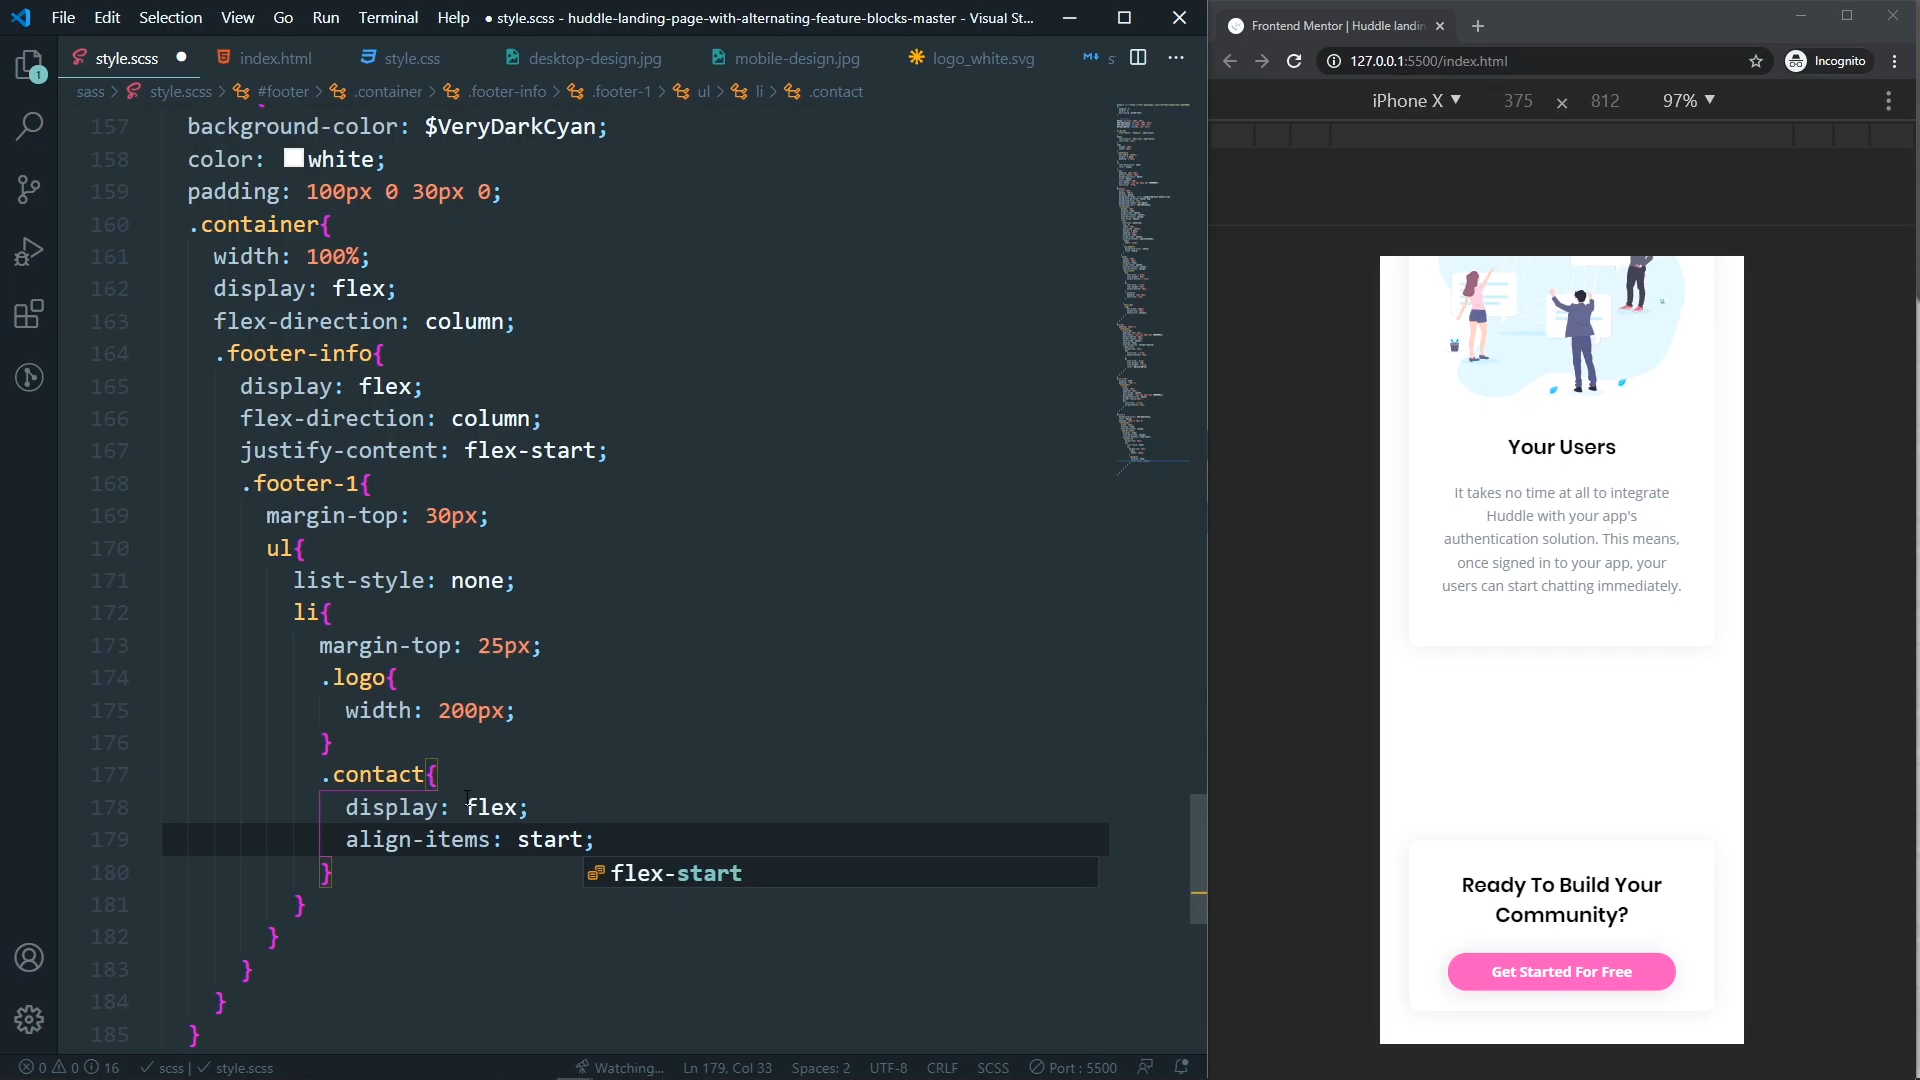 File Edit Selection View Go Run Terminal Help ● style.scss - huddle-landing-page-with-alternating-feature-blocks-master - Visual St...
style.scss index.html style.css desktop-design.jpg mobile-design.jpg logo_white.svg
sass > style.scss > #footer > .container > .footer-info > .footer-1 > ul > li > .contact
1
157 background-color: $VeryDarkCyan;
158 color: white;
159 padding: 100px 0 30px 0;
160 .container{
161 width: 100%;
162 display: flex;
163 flex-direction: column;
164 .footer-info{
165 display: flex;
166 flex-direction: column;
167 justify-content: flex-start;
168 .footer-1{
169 margin-top: 30px;
170 ul{
171 list-style: none;
172 li{
173 margin-top: 25px;
174 .logo{
175 width: 200px;
176 }
177 .contact{
178 display: flex;
179 align-items: start;
180 }
flex-start
181 }
182 }
183 }
184 }
185 }
0 0 16 scss | style.scss Watching... Ln 179, Col 33 Spaces: 2 UTF-8 CRLF SCSS Port : 5500
Frontend Mentor | Huddle landin
127.0.0.1:5500/index.html Incognito
iPhone X 375 × 812 97%
Your Users
It takes no time at all to integrate
Huddle with your app's
authentication solution. This means,
once signed in to your app, your
users can start chatting immediately.
Ready To Build Your
Community?
Get Started For Free